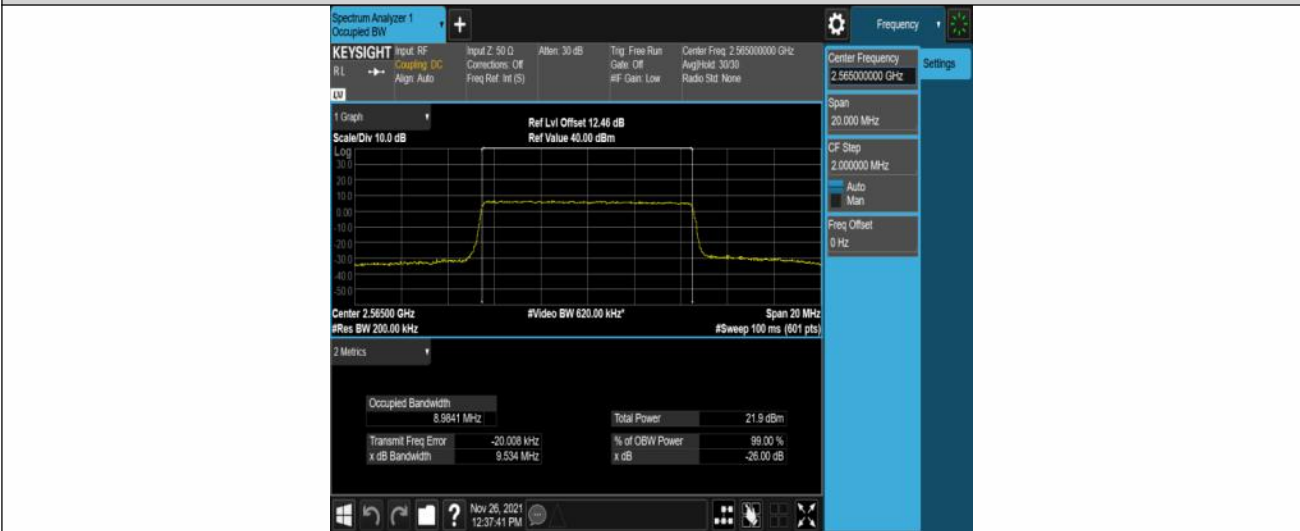 Spectrum Analyzer 1
Occupied BW
+
Frequency
KEYSIGHT Input: RF Input Z: 50 Ω Atten: 30 dB Trig: Free Run Center Freq: 2.565000000 GHz
RL Coupling: DC Corrections: Off Gate: Off Avg|Hold: 30/30
Align: Auto Freq Ref: Int (S) #IF Gain: Low Radio Std: None
LV
Center Frequency
2.565000000 GHz
Settings
Span
20.000 MHz
CF Step
2.000000 MHz
Auto
Man
Freq Offset
0 Hz
1 Graph
Ref Lvl Offset 12.46 dB
Scale/Div 10.0 dB Ref Value 40.00 dBm
Log
30.0
20.0
10.0
0.00
-10.0
-20.0
-30.0
-40.0
-50.0
Center 2.56500 GHz #Video BW 620.00 kHz* Span 20 MHz
#Res BW 200.00 kHz #Sweep 100 ms (601 pts)
2 Metrics
Occupied Bandwidth
8.9841 MHz Total Power 21.9 dBm
Transmit Freq Error -20.008 kHz % of OBW Power 99.00 %
x dB Bandwidth 9.534 MHz x dB -26.00 dB
?
Nov 26, 2021
12:37:41 PM